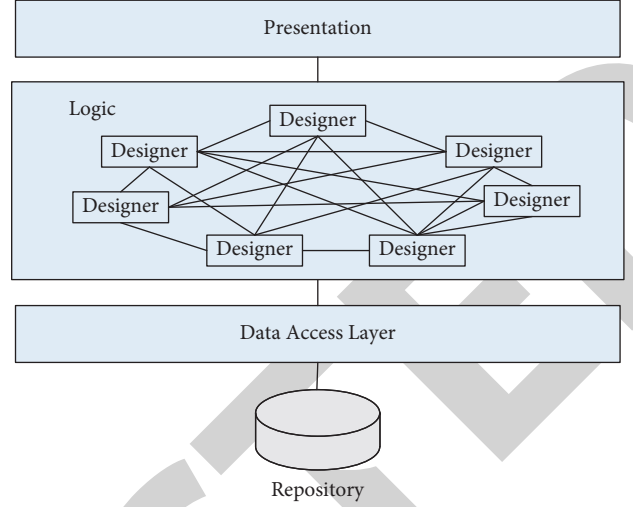 Presentation
Logic
Designer
Designer
Designer
Designer
Designer
Designer
Designer
Data Access Layer
Repository